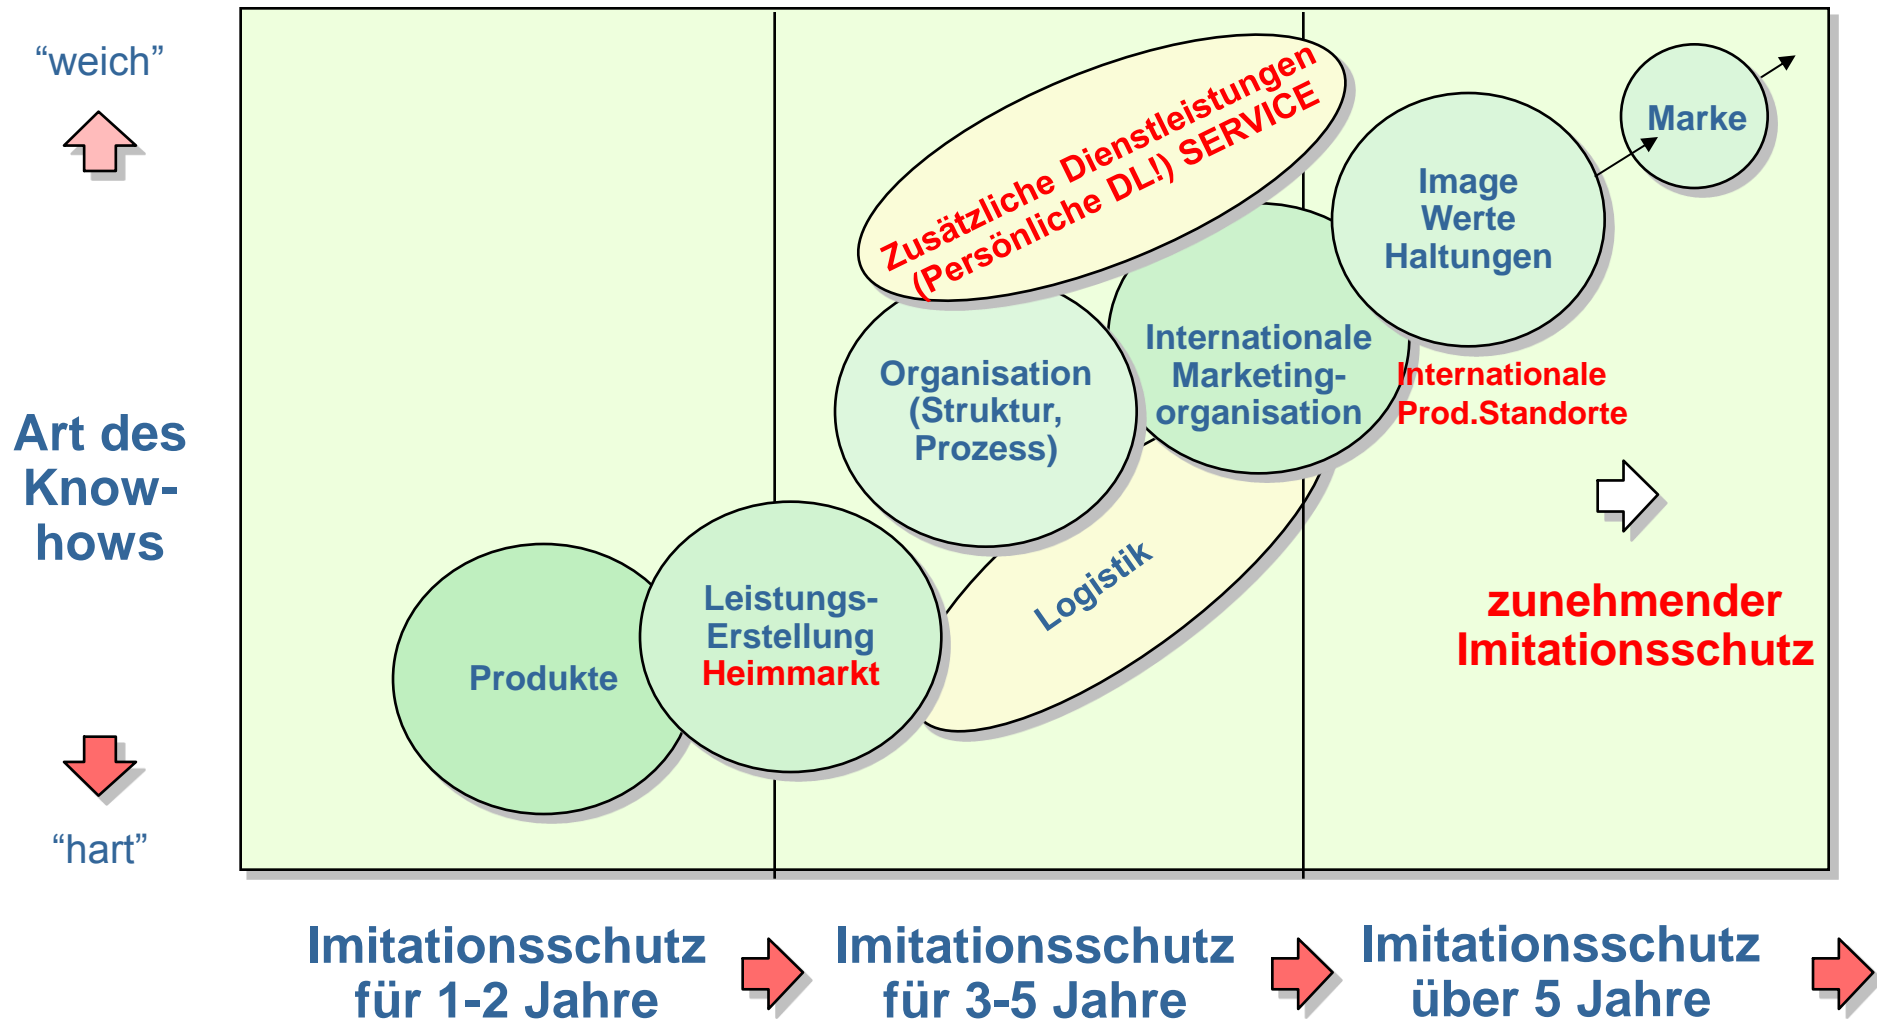 “weich”
Art des
Know-
hows
“hart”
Zusätzliche Dienstleistungen
(Persönliche DL!) SERVICE
Marke
Image
Werte
Haltungen
Internationale
Marketing-
organisation
Internationale
Prod.Standorte
Organisation
(Struktur,
Prozess)
Logistik
Leistungs-
Erstellung
Heimmarkt
Produkte
zunehmender
Imitationsschutz
Imitationsschutz
für 1-2 Jahre
Imitationsschutz
für 3-5 Jahre
Imitationsschutz
über 5 Jahre